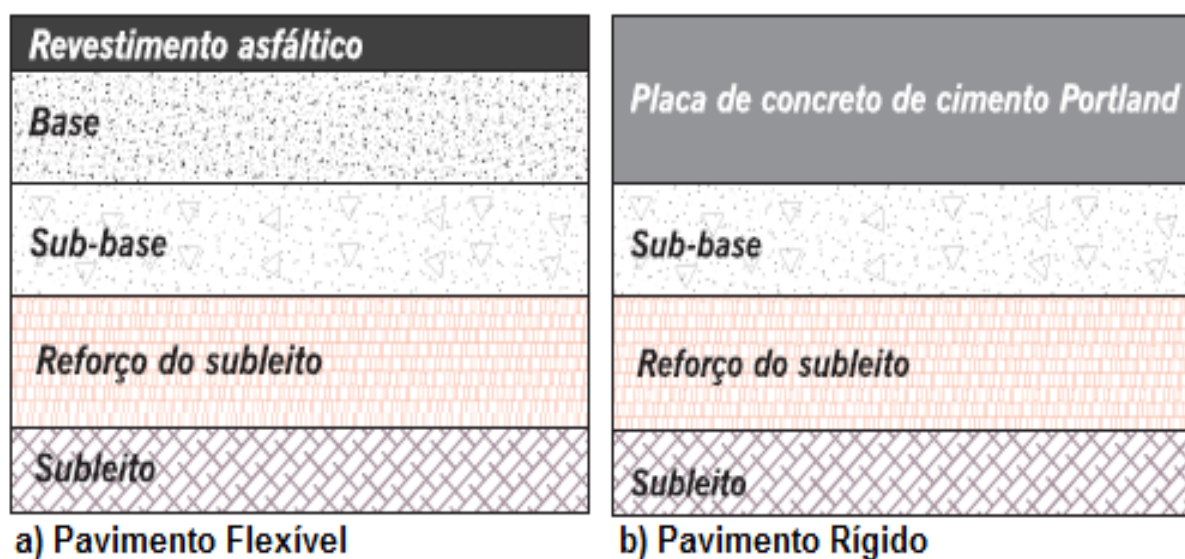 Revestimento asfáltico
Base
Sub-base
Reforço do subleito
Subleito
a) Pavimento Flexível
Placa de concreto de cimento Portland
Sub-base
Reforço do subleito
Subleito
b) Pavimento Rígido